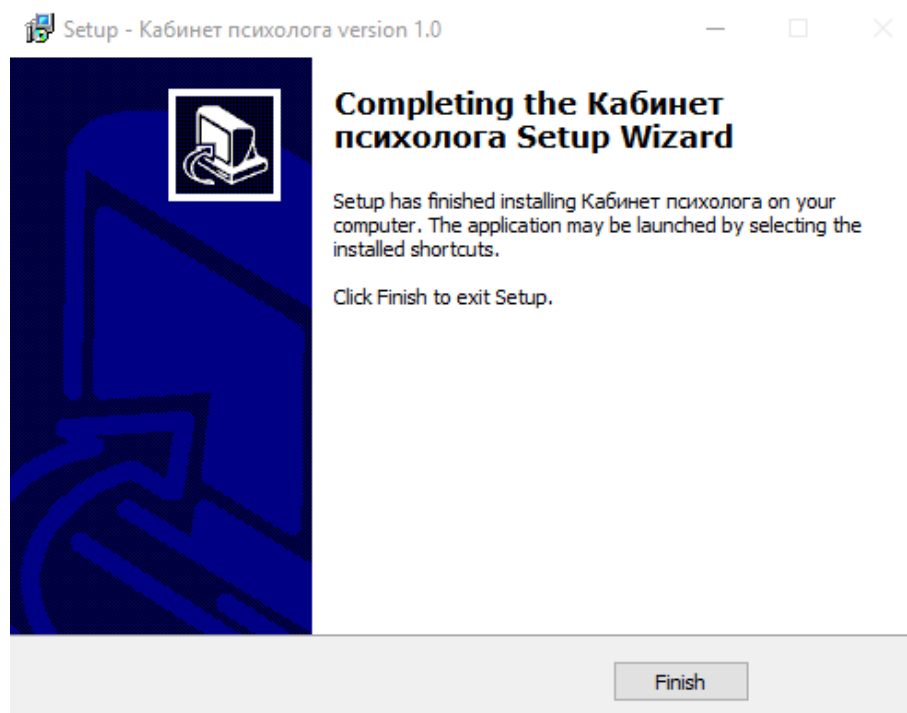 Setup - Кабинет психолога version 1.0
Completing the Кабинет
психолога Setup Wizard
Setup has finished installing Кабинет психолога on your
computer. The application may be launched by selecting the
installed shortcuts.
Click Finish to exit Setup.
Finish